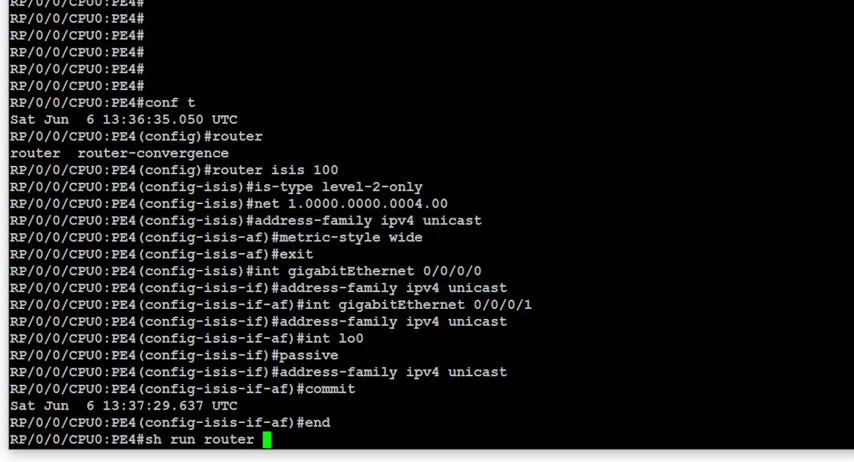 RP/0/0/CPU0:PE4#
RP/0/0/CPU0:PE4#
RP/0/0/CPU0:PE4#
RP/0/0/CPU0:PE4#
RP/0/0/CPU0:PE4#
RP/0/0/CPU0:PE4#
RP/0/0/CPU0:PE4#conf t
Sat Jun  6 13:36:35.050 UTC
RP/0/0/CPU0:PE4(config)#router
router  router-convergence
RP/0/0/CPU0:PE4(config)#router isis 100
RP/0/0/CPU0:PE4(config-isis)#is-type level-2-only
RP/0/0/CPU0:PE4(config-isis)#net 1.0000.0000.0004.00
RP/0/0/CPU0:PE4(config-isis)#address-family ipv4 unicast
RP/0/0/CPU0:PE4(config-isis-af)#metric-style wide
RP/0/0/CPU0:PE4(config-isis-af)#exit
RP/0/0/CPU0:PE4(config-isis)#int gigabitEthernet 0/0/0/0
RP/0/0/CPU0:PE4(config-isis-if)#address-family ipv4 unicast
RP/0/0/CPU0:PE4(config-isis-if-af)#int gigabitEthernet 0/0/0/1
RP/0/0/CPU0:PE4(config-isis-if)#address-family ipv4 unicast
RP/0/0/CPU0:PE4(config-isis-if-af)#int lo0
RP/0/0/CPU0:PE4(config-isis-if)#passive
RP/0/0/CPU0:PE4(config-isis-if)#address-family ipv4 unicast
RP/0/0/CPU0:PE4(config-isis-if-af)#commit
Sat Jun  6 13:37:29.637 UTC
RP/0/0/CPU0:PE4(config-isis-if-af)#end
RP/0/0/CPU0:PE4#sh run router